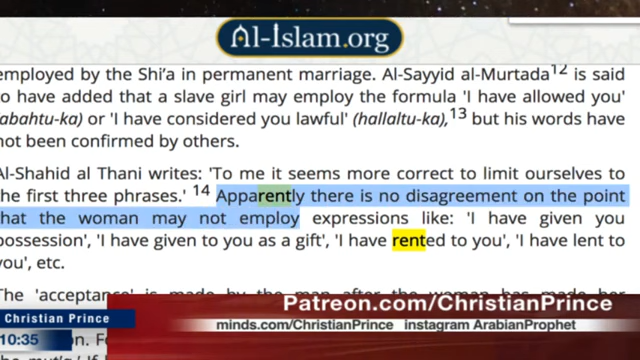 Al-Islam.org
employed by the Shi'a in permanent marriage. Al-Sayyid al-Murtada12 is said
to have added that a slave girl may employ the formula 'I have allowed you'
(abahtu-ka) or 'I have considered you lawful' (hallaltu-ka),13 but his words have
not been confirmed by others.
Al-Shahid al Thani writes: 'To me it seems more correct to limit ourselves to
the first three phrases.' 14 Apparently there is no disagreement on the point
that the woman may not employ expressions like: 'I have given you
possession', 'I have given to you as a gift', 'I have rented to you', 'I have lent to
you', etc.
The 'acceptance' is made by the man after the woman has made her
Patreon.com/ChristianPrince
Christian Prince
minds.com/ChristianPrince instagram ArabianProphet
10:35